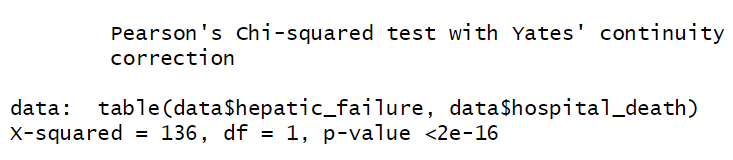 Pearson's Chi-squared test with Yates' continuity
correction
data:  table(data$hepatic_failure, data$hospital_death)
X-squared = 136, df = 1, p-value <2e-16